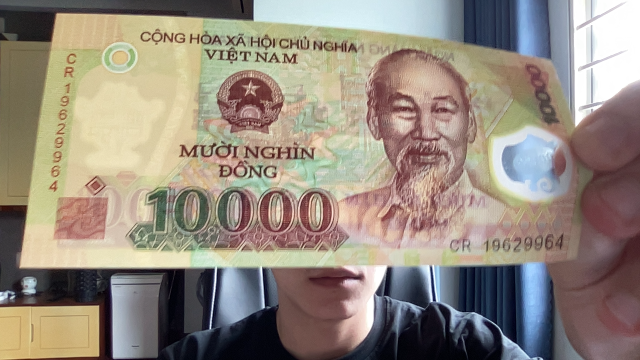 CỘNG HÒA XÃ HỘI CHỦ NGHĨA
VIỆT NAM
CR 19629964
MƯỜI NGHÌN
ĐỒNG
10000
10000
CR 19629964